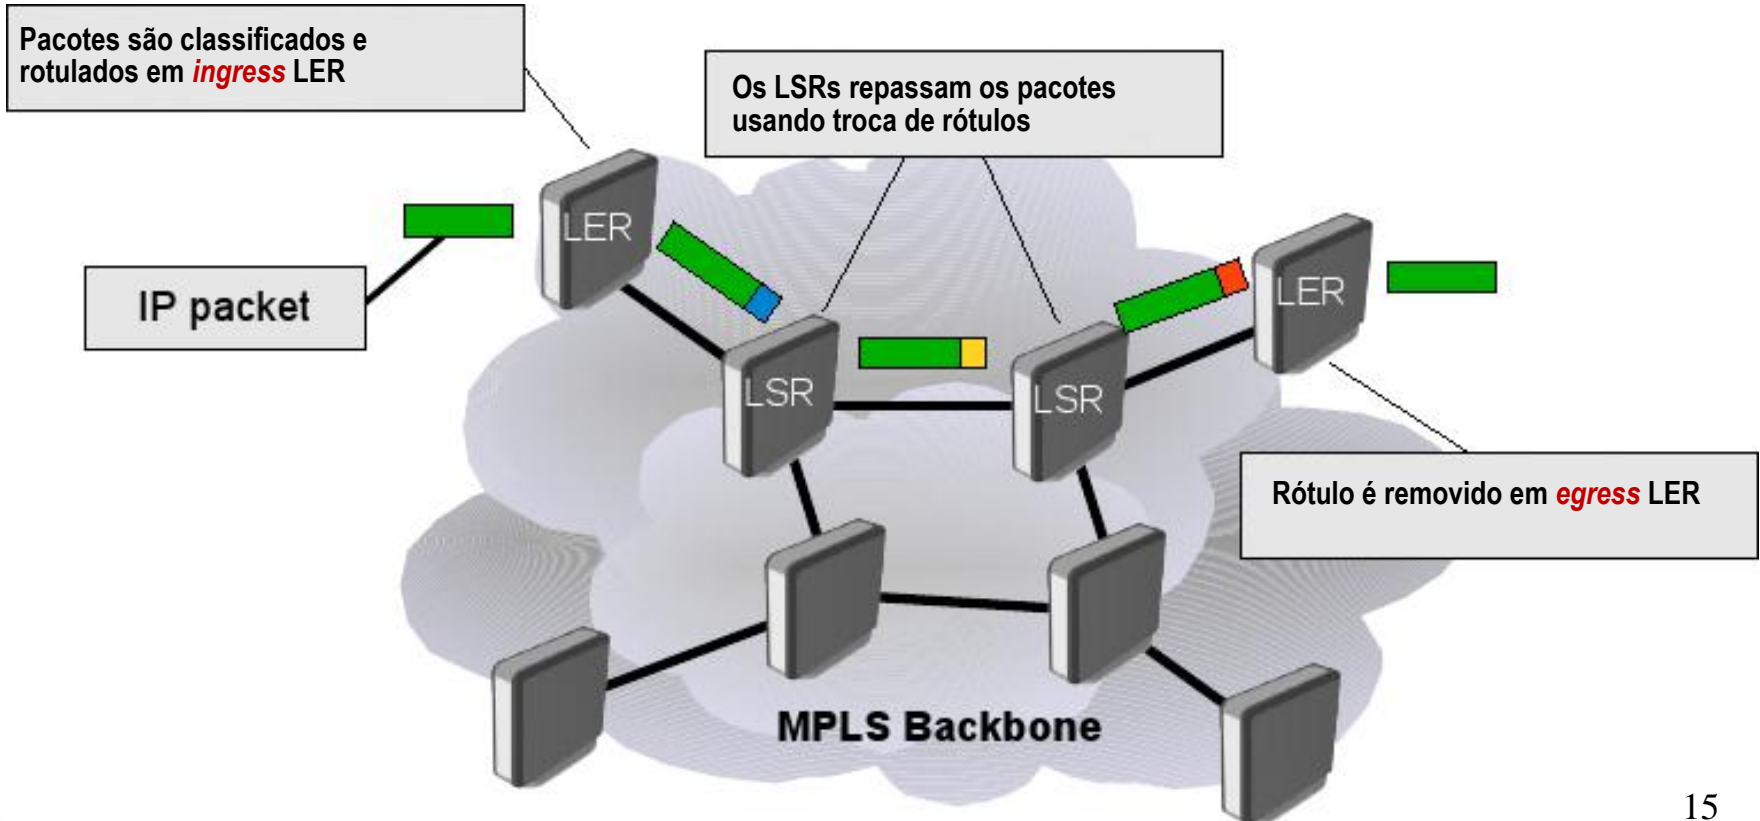 Pacotes são classificados e
rotulados em ingress LER
Os LSRs repassam os pacotes
usando troca de rótulos
LER
IP packet
LER
LSR
LSR
Rótulo é removido em egress LER
MPLS Backbone
15